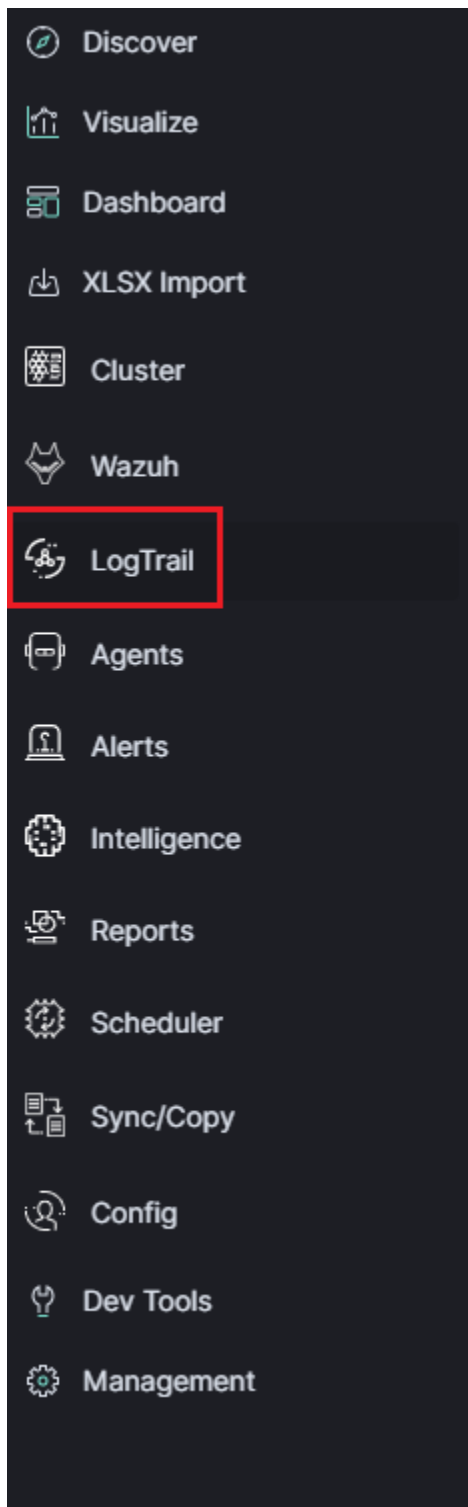 Discover
Visualize
Dashboard
XLSX Import
Cluster
Wazuh
LogTrail
Agents
Alerts
Intelligence
Reports
Scheduler
Sync/Copy
Config
Dev Tools
Management